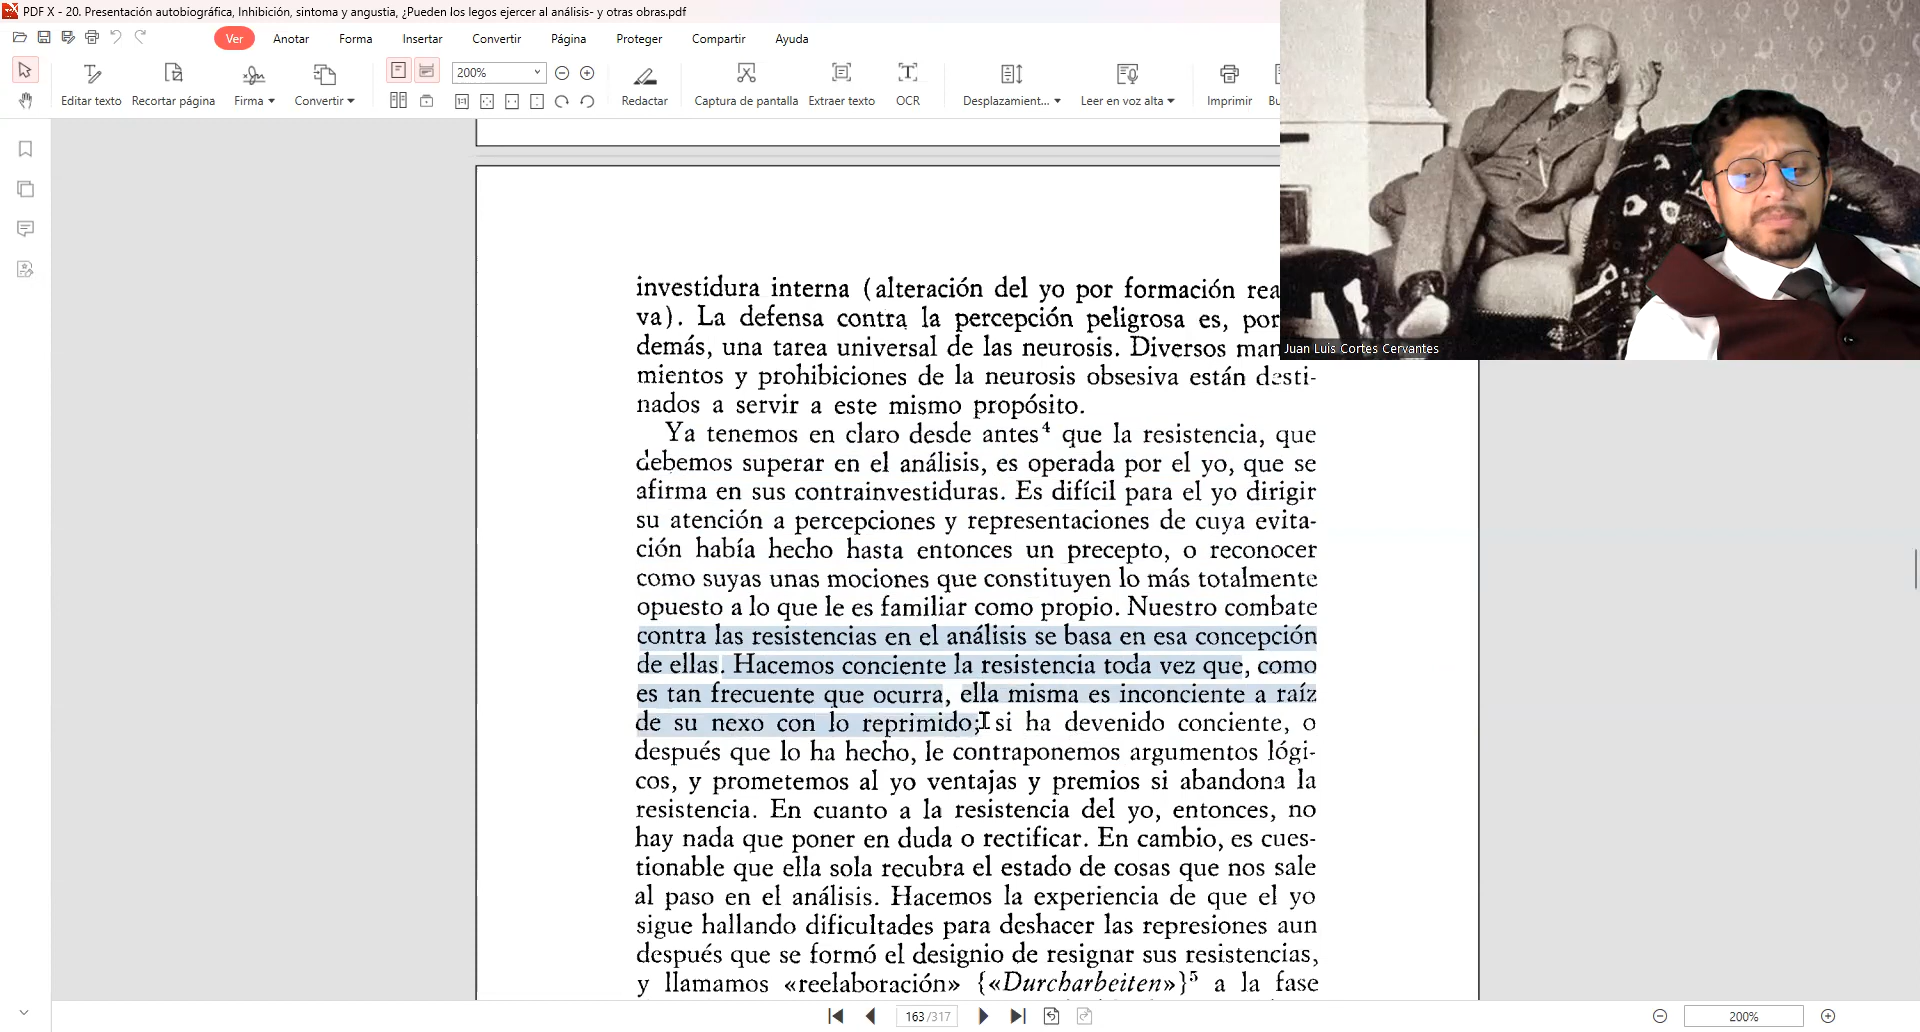 PDF X - 20. Presentación autobiográfica, Inhibición, sintoma y angustia, ¿Pueden los legos ejercer al análisis- y otras obras.pdf
Ver Anotar Forma Insertar Convertir Página Proteger Compartir Ayuda
200%
Editar texto Recortar página Firma Convertir Redactar Captura de pantalla Extraer texto OCR Desplazamient... Leer en voz alta Imprimir
Juan Luis Cortes Cervantes
investidura interna (alteración del yo por formación rea
va). La defensa contra la percepción peligrosa es, por
demás, una tarea universal de las neurosis. Diversos man
mientos y prohibiciones de la neurosis obsesiva están desti-
nados a servir a este mismo propósito.
Ya tenemos en claro desde antes⁴ que la resistencia, que
debemos superar en el análisis, es operada por el yo, que se
afirma en sus contrainvestiduras. Es difícil para el yo dirigir
su atención a percepciones y representaciones de cuya evita-
ción había hecho hasta entonces un precepto, o reconocer
como suyas unas mociones que constituyen lo más totalmente
opuesto a lo que le es familiar como propio. Nuestro combate
contra las resistencias en el análisis se basa en esa concepción
de ellas. Hacemos conciente la resistencia toda vez que, como
es tan frecuente que ocurra, ella misma es inconciente a raíz
de su nexo con lo reprimido; si ha devenido conciente, o
después que lo ha hecho, le contraponemos argumentos lógi-
cos, y prometemos al yo ventajas y premios si abandona la
resistencia. En cuanto a la resistencia del yo, entonces, no
hay nada que poner en duda o rectificar. En cambio, es cues-
tionable que ella sola recubra el estado de cosas que nos sale
al paso en el análisis. Hacemos la experiencia de que el yo
sigue hallando dificultades para deshacer las represiones aun
después que se formó el designio de resignar sus resistencias,
y llamamos «reelaboración» {«Durcharbeiten»}⁵ a la fase
163 /317
200%